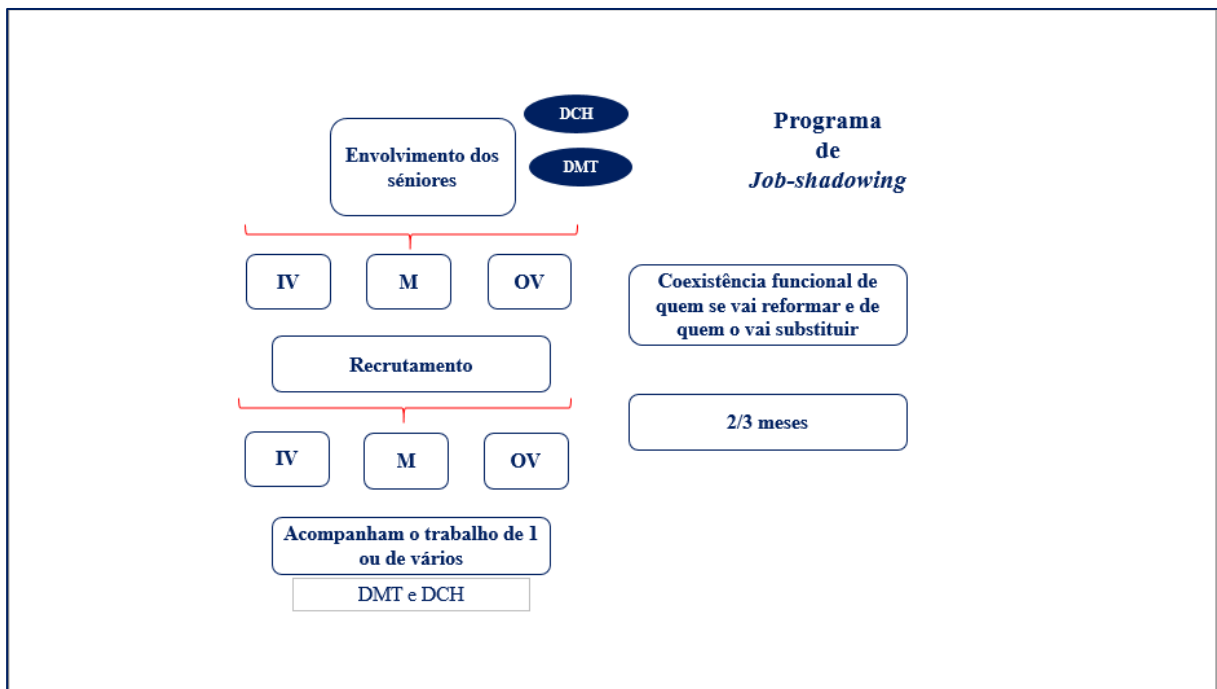 DCH
DMT
Envolvimento dos
séniores
Programa
de
Job-shadowing
IV
M
OV
Coexistência funcional de
quem se vai reformar e de
quem o vai substituir
Recrutamento
2/3 meses
IV
M
OV
Acompanham o trabalho de 1
ou de vários
DMT e DCH